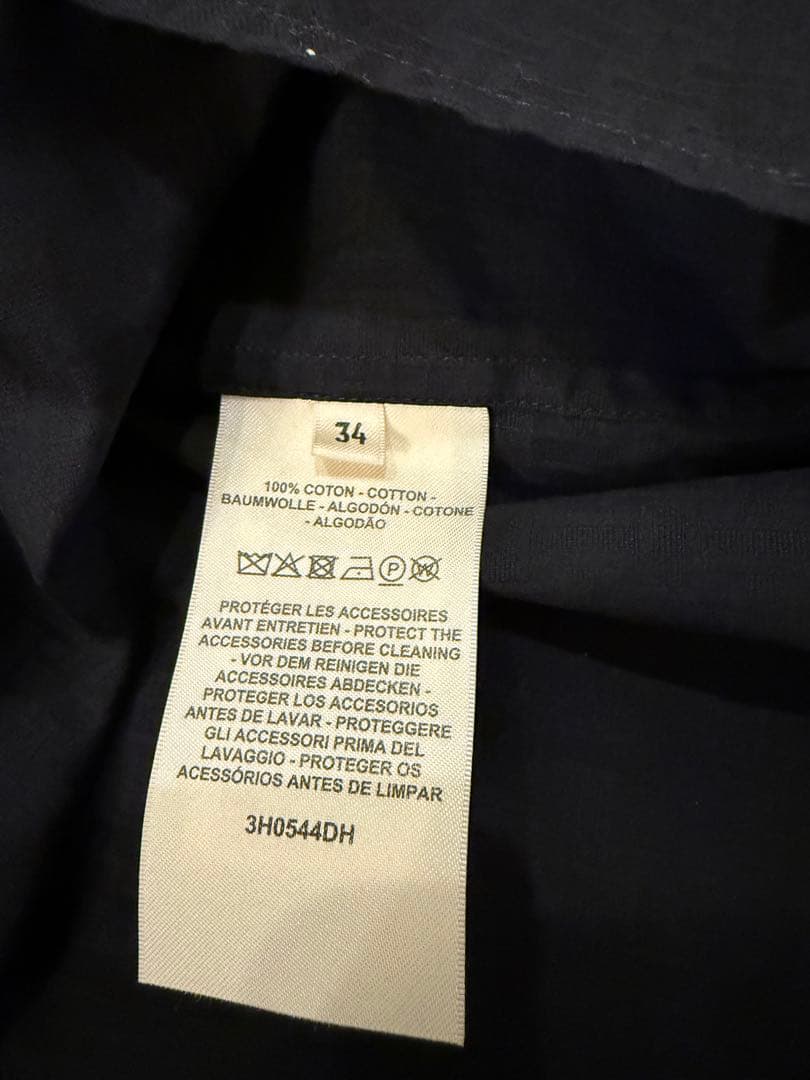 34
100% COTON - COTTON -
BAUMWOLLE - ALGODÓN - COTONE
- ALGODÃO
P W
PROTÉGER LES ACCESSOIRES
AVANT ENTRETIEN - PROTECT THE
ACCESSORIES BEFORE CLEANING
- VOR DEM REINIGEN DIE
ACCESSOIRES ABDECKEN -
PROTEGER LOS ACCESORIOS
ANTES DE LAVAR - PROTEGGERE
GLI ACCESSORI PRIMA DEL
LAVAGGIO - PROTEGER OS
ACESSÓRIOS ANTES DE LIMPAR
3H0544DH